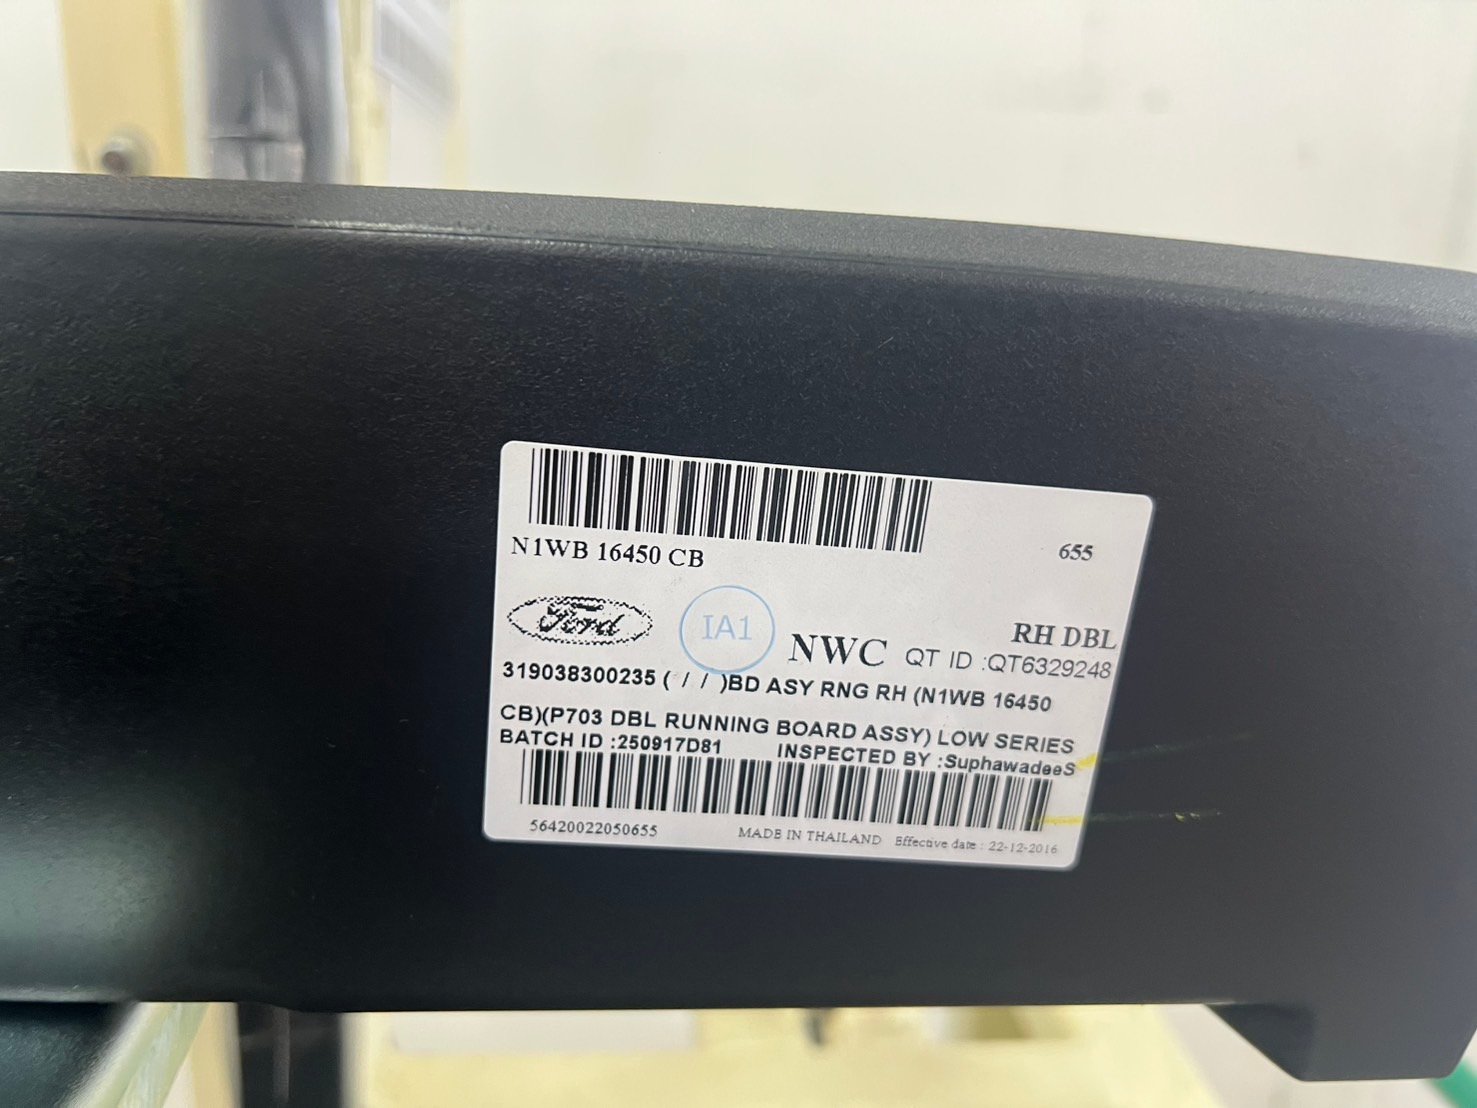 N1WB 16450 CB
655
Ford
IA1
NWC
RH DBL
QT ID :QT6329248
319038300235 ( / / )BD ASY RNG RH (N1WB 16450
CB)(P703 DBL RUNNING BOARD ASSY) LOW SERIES
BATCH ID :250917D81 INSPECTED BY :SuphawadeeS
56420022050655 MADE IN THAILAND Effective date : 22-12-2016